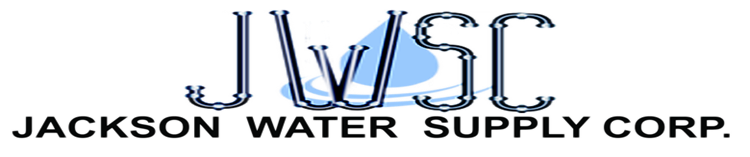 JWSC
JACKSON WATER SUPPLY CORP.